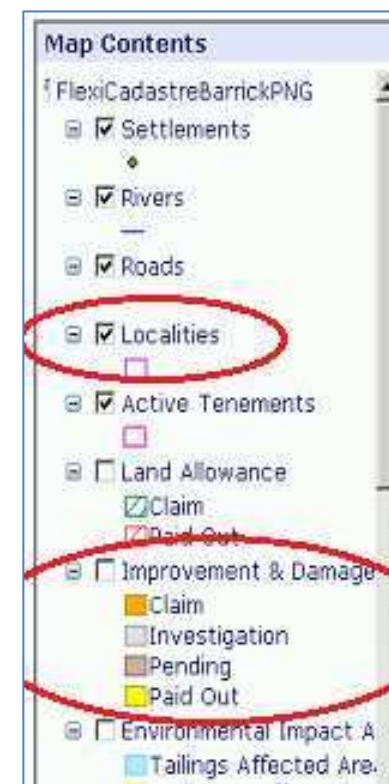 Map Contents
FlexiCadastreBarrickPNG
Settlements
Rivers
Roads
Localities
Active Tenements
Land Allowance
Claim
Paid Out
Improvement & Damage
Claim
Investigation
Pending
Paid Out
Environmental Impact A
Tailings Affected Are